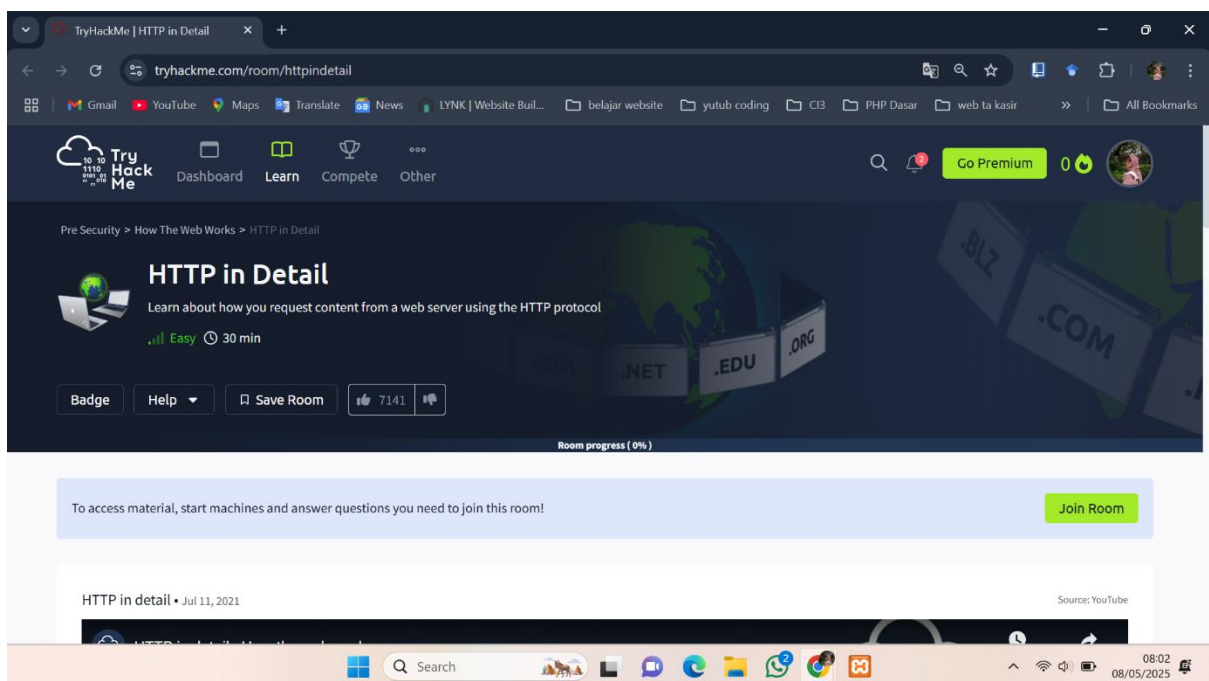 TryHackMe | HTTP in Detail
tryhackme.com/room/httpindetail
Gmail YouTube Maps Translate News LYNK | Website Buil... belajar website yutub coding CI3 PHP Dasar web ta kasir » All Bookmarks
Try Hack Me
Dashboard Learn Compete Other
2
Go Premium 0
Pre Security > How The Web Works > HTTP in Detail
HTTP in Detail
Learn about how you request content from a web server using the HTTP protocol
Easy 30 min
.BLZ
.COM
.COM .NET .EDU .ORG
Badge Help Save Room 7141
Room progress ( 0% )
To access material, start machines and answer questions you need to join this room! Join Room
HTTP in detail • Jul 11, 2021 Source: YouTube
Search 2 08:02
08/05/2025